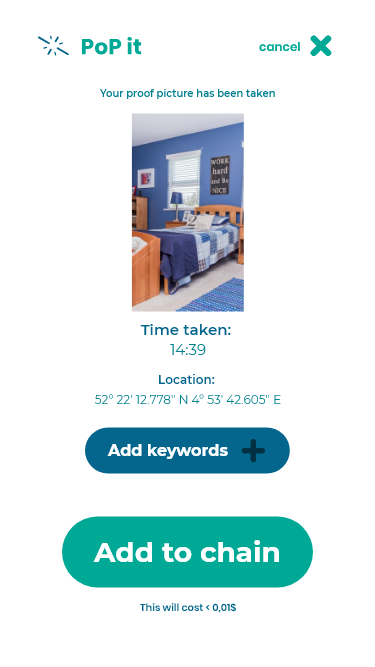 PoP it
cancel
Your proof picture has been taken
WORK
hard
and Be
NICE
Time taken:
14:39
Location:
52° 22' 12.778" N 4° 53' 42.605" E
Add keywords
Add to chain
This will cost < 0,01$